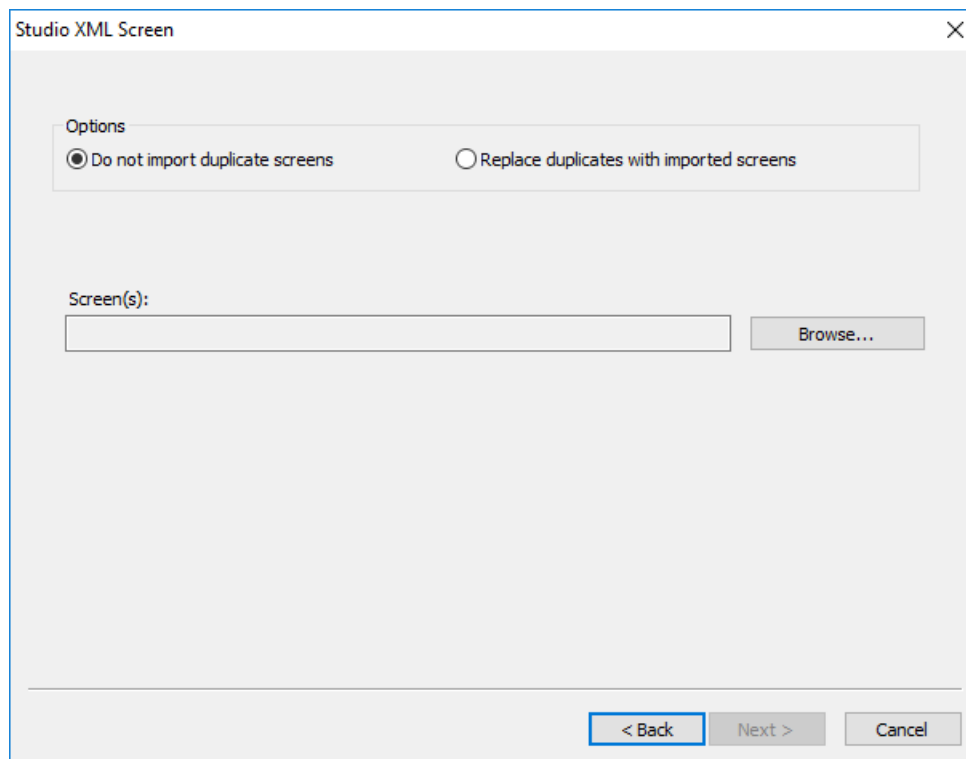 Studio XML Screen
Options
Do not import duplicate screens
Replace duplicates with imported screens
Screen(s):
Browse...
< Back
Next >
Cancel